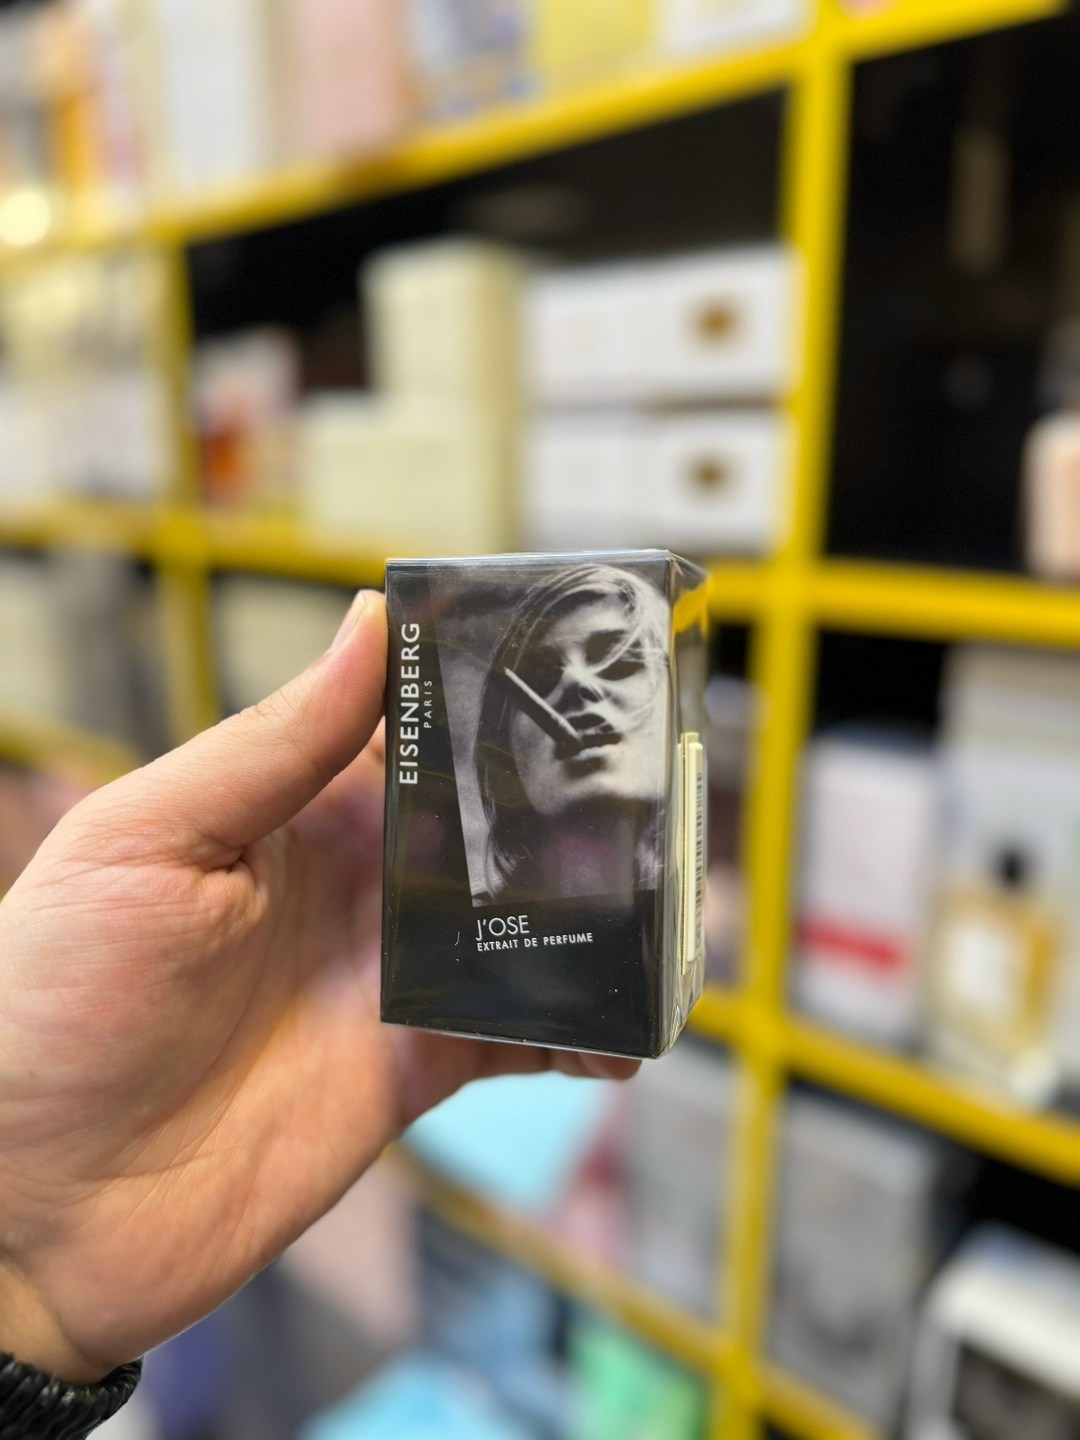 EISENBERG
PARIS
J'OSE
EXTRAIT DE PERFUME